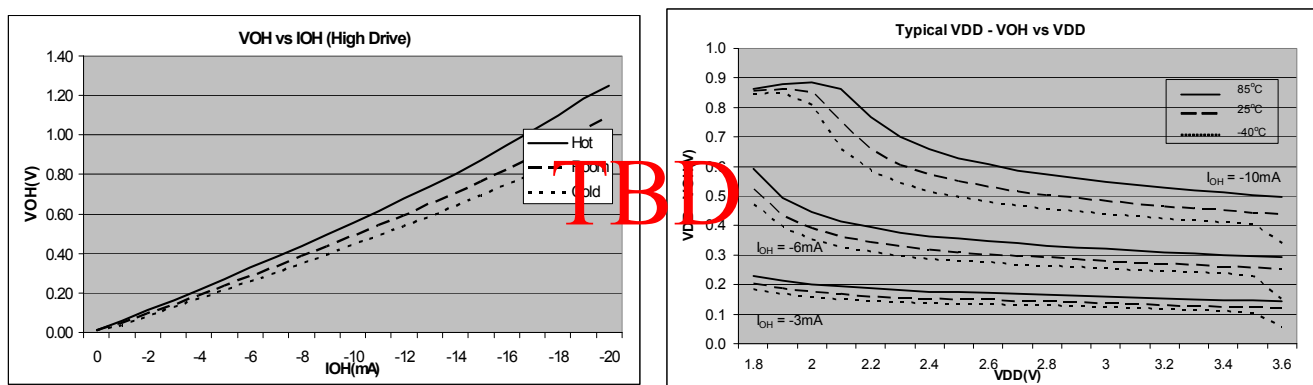 VOH vs IOH (High Drive)
1.40
1.20
1.00
0.80
0.60
0.40
0.20
0.00
VOH(V)
0 -2 -4 -6 -8 -10 -12 -14 -16 -18 -20
IOH(mA)
Hot
Room
Cold
TBD
Typical VDD - VOH vs VDD
1.0
0.9
0.8
0.7
0.6
0.5
0.4
0.3
0.2
0.1
0.0
85°C
25°C
-40°C
IOH = -10mA
IOH = -6mA
IOH = -3mA
1.8 2 2.2 2.4 2.6 2.8 3 3.2 3.4 3.6
VDD(V)